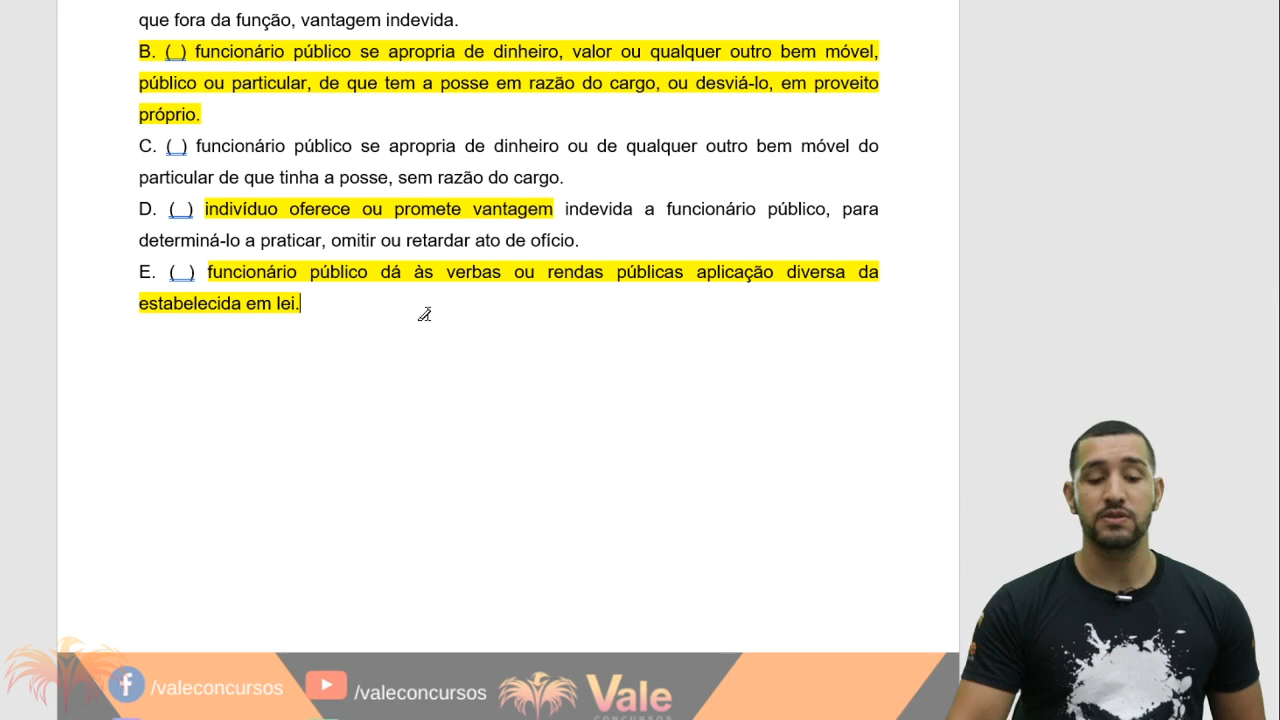 que fora da função, vantagem indevida.
B. ( ) funcionário público se apropria de dinheiro, valor ou qualquer outro bem móvel,
público ou particular, de que tem a posse em razão do cargo, ou desviá-lo, em proveito
próprio.
C. ( ) funcionário público se apropria de dinheiro ou de qualquer outro bem móvel do
particular de que tinha a posse, sem razão do cargo.
D. ( ) indivíduo oferece ou promete vantagem indevida a funcionário público, para
determiná-lo a praticar, omitir ou retardar ato de ofício.
E. ( ) funcionário público dá às verbas ou rendas públicas aplicação diversa da
estabelecida em lei.
/valeconcursos
/valeconcursos
Vale
CONCURSOS